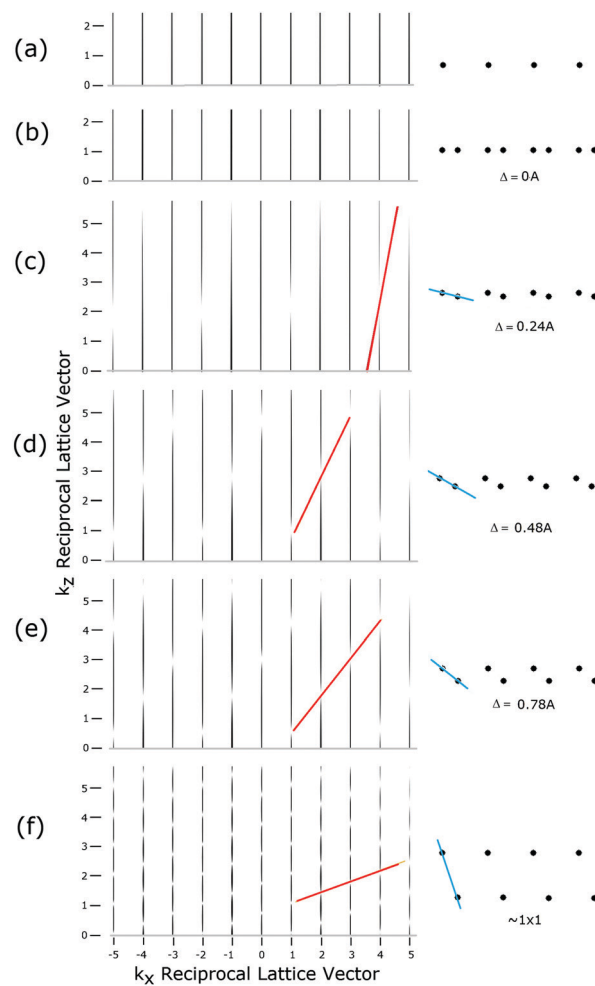 (a)
2
1
0
(b)
2
1
0
Δ = 0A
(c)
5
4
3
2
1
0
Δ = 0.24A
kz Reciprocal Lattice Vector
(d)
5
4
3
2
1
0
Δ = 0.48A
(e)
5
4
3
2
1
0
Δ = 0.78A
(f)
5
4
3
2
1
0
~1x1
-5 -4 -3 -2 -1 0 1 2 3 4 5
kx Reciprocal Lattice Vector